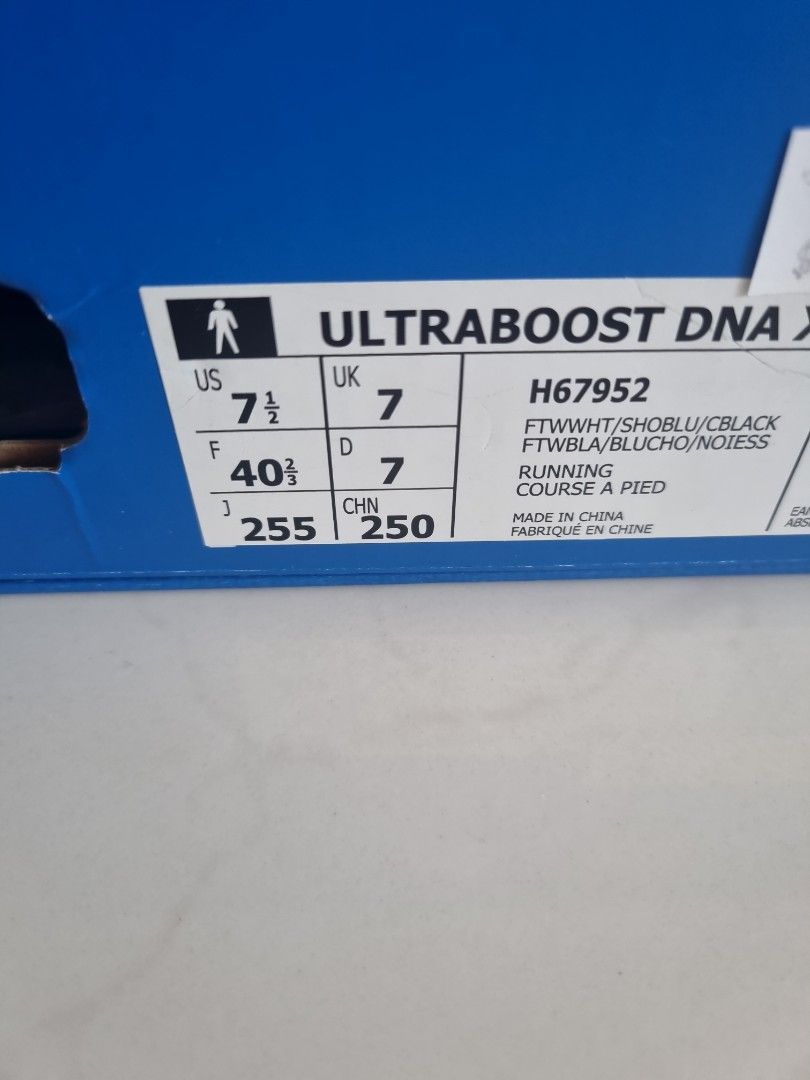 ULTRABOOST DNA X
US 7½ UK 7
F 40⅔ D 7
J 255 CHN 250
H67952
FTWWHT/SHOBLU/CBLACK
FTWBLA/BLUCHO/NOIESS
RUNNING
COURSE A PIED
MADE IN CHINA
FABRIQUÉ EN CHINE